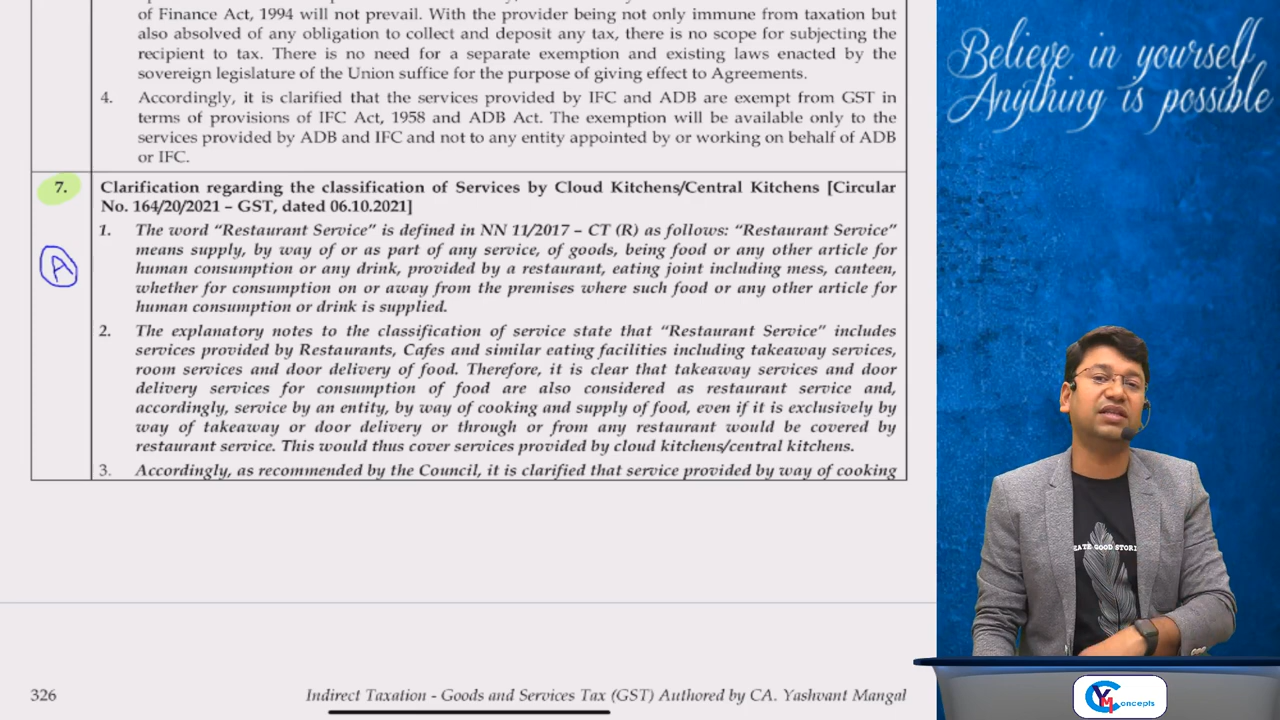 of Finance Act, 1994 will not prevail. With the provider being not only immune from taxation but
also absolved of any obligation to collect and deposit any tax, there is no scope for subjecting the
recipient to tax. There is no need for a separate exemption and existing laws enacted by the
sovereign legislature of the Union suffice for the purpose of giving effect to Agreements.
4. Accordingly, it is clarified that the services provided by IFC and ADB are exempt from GST in
terms of provisions of IFC Act, 1958 and ADB Act. The exemption will be available only to the
services provided by ADB and IFC and not to any entity appointed by or working on behalf of ADB
or IFC.
7. Clarification regarding the classification of Services by Cloud Kitchens/Central Kitchens [Circular
No. 164/20/2021 – GST, dated 06.10.2021]
A
1. The word “Restaurant Service” is defined in NN 11/2017 – CT (R) as follows: “Restaurant Service”
means supply, by way of or as part of any service, of goods, being food or any other article for
human consumption or any drink, provided by a restaurant, eating joint including mess, canteen,
whether for consumption on or away from the premises where such food or any other article for
human consumption or drink is supplied.
2. The explanatory notes to the classification of service state that “Restaurant Service” includes
services provided by Restaurants, Cafes and similar eating facilities including takeaway services,
room services and door delivery of food. Therefore, it is clear that takeaway services and door
delivery services for consumption of food are also considered as restaurant service and,
accordingly, service by an entity, by way of cooking and supply of food, even if it is exclusively by
way of takeaway or door delivery or through or from any restaurant would be covered by
restaurant service. This would thus cover services provided by cloud kitchens/central kitchens.
3. Accordingly, as recommended by the Council, it is clarified that service provided by way of cooking
326 Indirect Taxation - Goods and Services Tax (GST) Authored by CA. Yashvant Mangal
Believe in yourself
Anything is possible
EATE GOOD STORI
YM Concepts